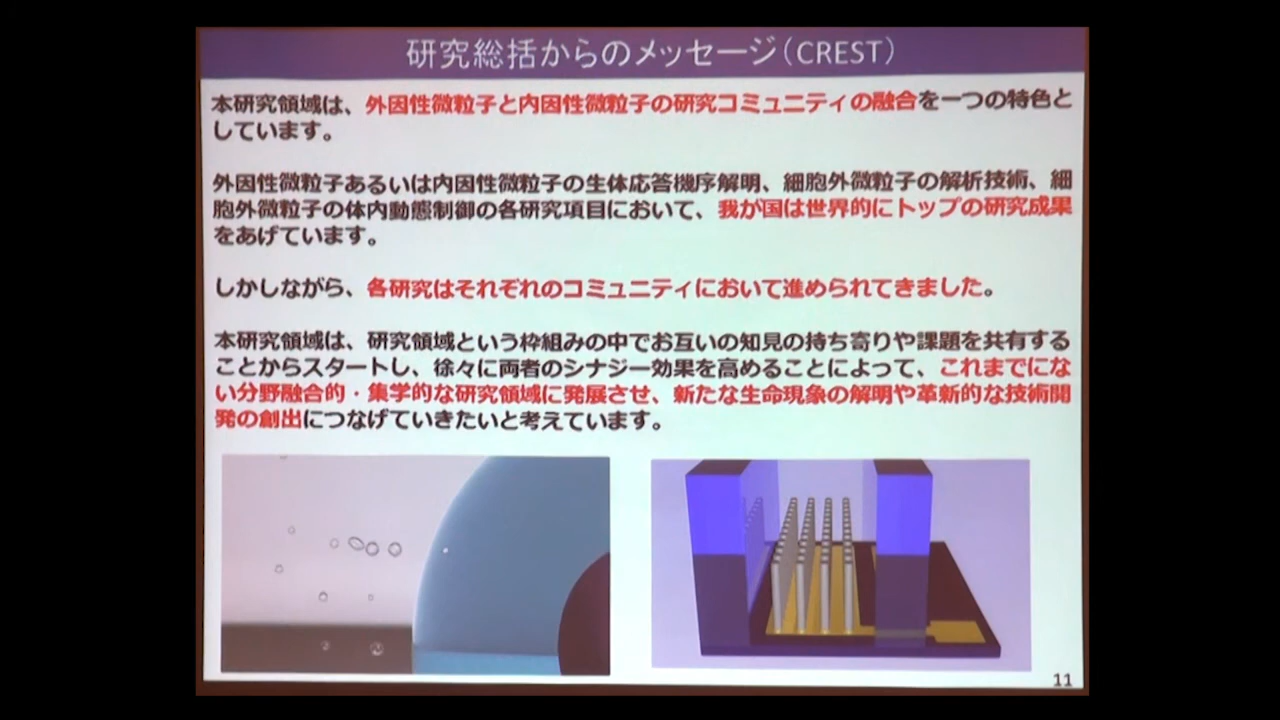 研究総括からのメッセージ（CREST）
本研究領域は、外因性微粒子と内因性微粒子の研究コミュニティの融合を一つの特色と
しています。
外因性微粒子あるいは内因性微粒子の生体応答機序解明、細胞外微粒子の解析技術、細
胞外微粒子の体内動態制御の各研究項目において、我が国は世界的にトップの研究成果
をあげています。
しかしながら、各研究はそれぞれのコミュニティにおいて進められてきました。
本研究領域は、研究領域という枠組みの中でお互いの知見の持ち寄りや課題を共有する
ことからスタートし、徐々に両者のシナジー効果を高めることによって、これまでにな
い分野融合的・集学的な研究領域に発展させ、新たな生命現象の解明や革新的な技術開
発の創出につなげていきたいと考えています。
11